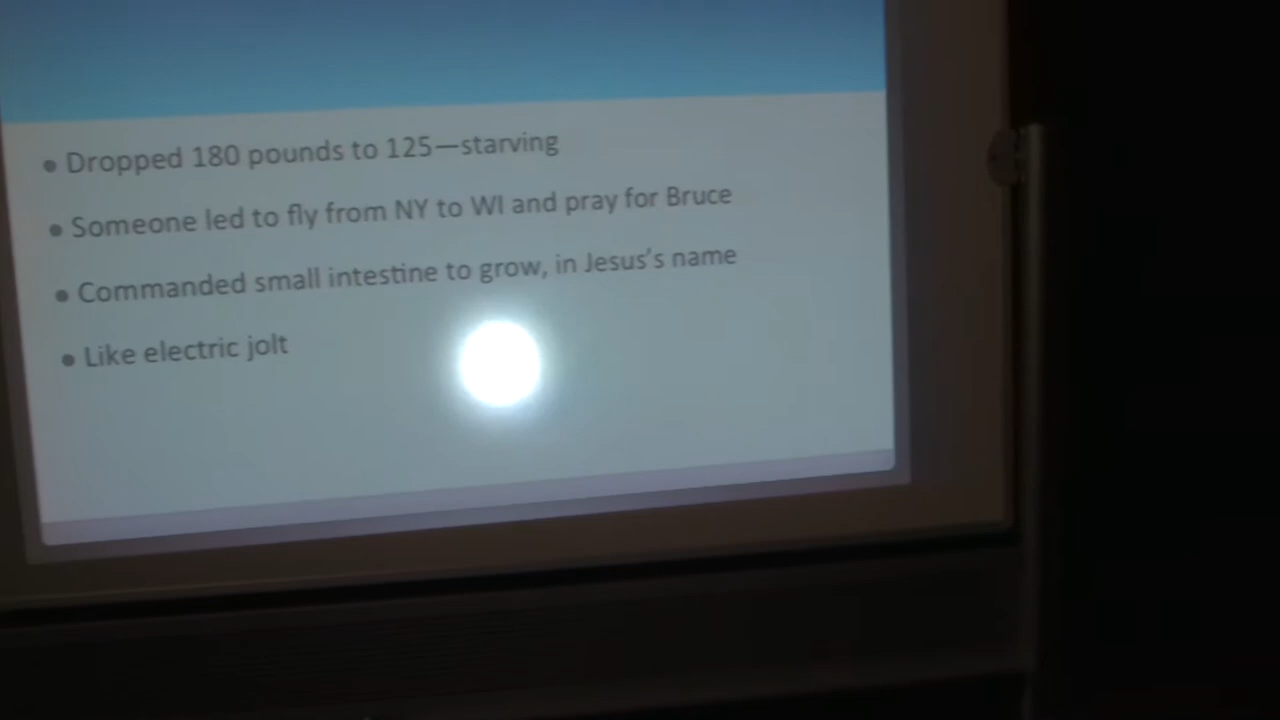 • Dropped 180 pounds to 125—starving
• Someone led to fly from NY to WI and pray for Bruce
• Commanded small intestine to grow, in Jesus's name
• Like electric jolt